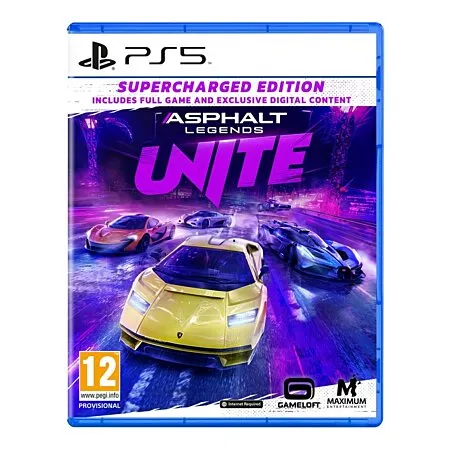 PS5
SUPERCHARGED EDITION
INCLUDES FULL GAME AND EXCLUSIVE DIGITAL CONTENT
ASPHALT
LEGENDS
UNITE
12
www.pegi.info
PROVISIONAL
Internet Required
GAMELOFT
MAXIMUM
ENTERTAINMENT